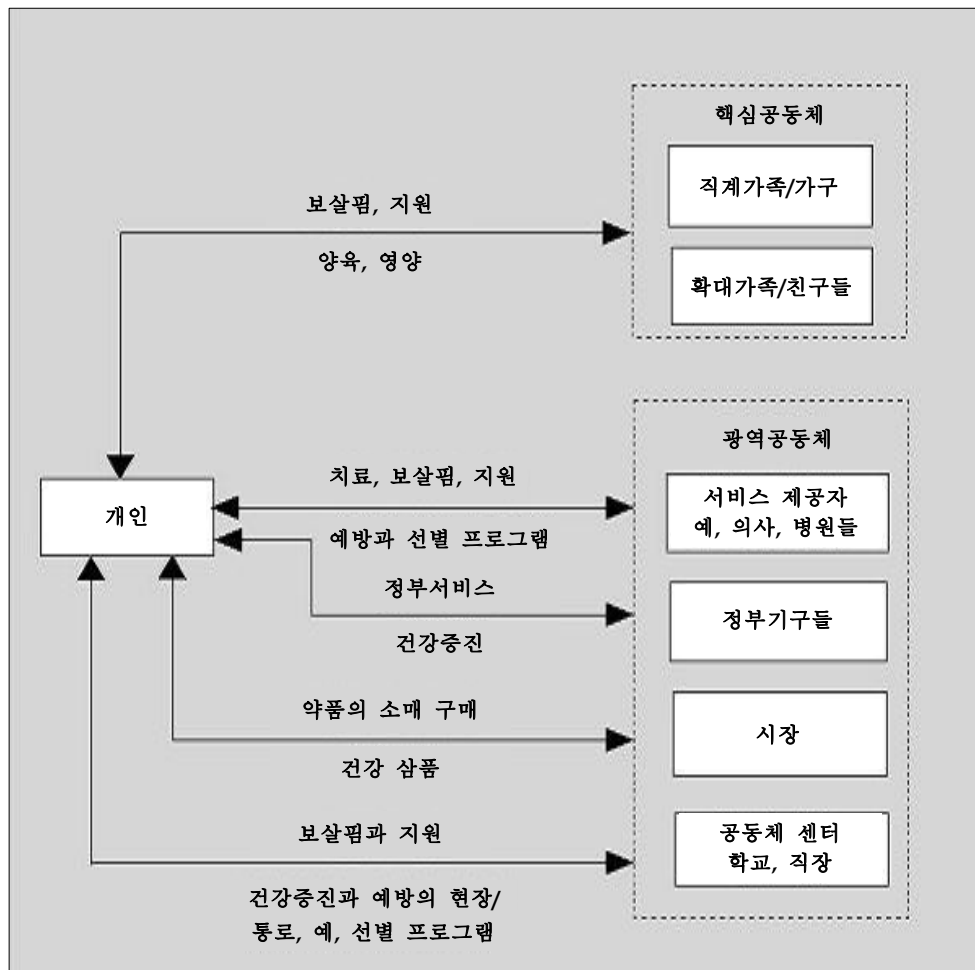 핵심공동체
직계가족/가구
보살핌, 지원
양육, 영양
확대가족/친구들
광역공동체
치료, 보살핌, 지원
서비스 제공자
예, 의사, 병원들
개인
예방과 선별 프로그램
정부서비스
정부기구들
건강증진
약품의 소매 구매
시장
건강 삼품
보살핌과 지원
공동체 센터
학교, 직장
건강증진과 예방의 현장/
통로, 예, 선별 프로그램